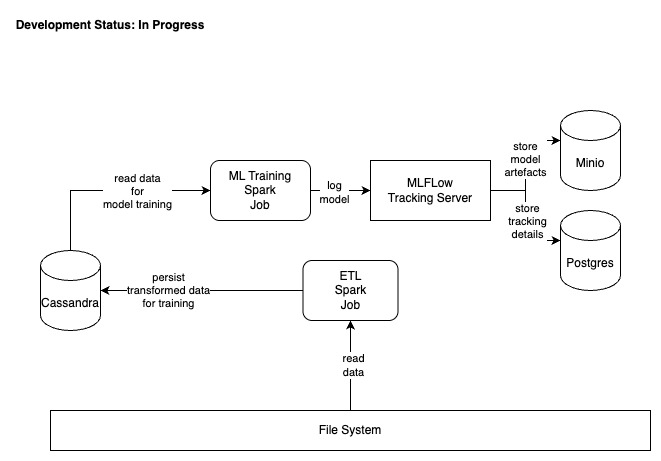 Development Status: In Progress
store
model
artefacts
Minio
read data
for
model training
ML Training
Spark
Job
log
model
MLFLow
Tracking Server
store
tracking
details
Postgres
Cassandra
persist
transformed data
for training
ETL
Spark
Job
read
data
File System